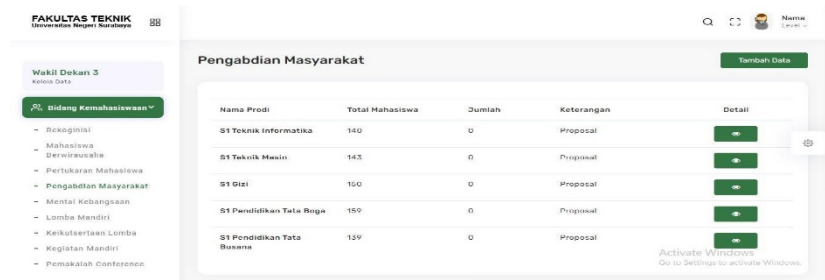 FAKULTAS TEKNIK
Universitas Negeri Surabaya
Nama
Level
Wakil Dekan 3
Kelola Data
Bidang Kemahasiswaan
Rekoginisi
Mahasiswa
Berwirausaha
Pertukaran Mahasiswa
Pengabdian Masyarakat
Mental Kebangsaan
Lomba Mandiri
Keikutsertaan Lomba
Kegiatan Mandiri
Pemakalah Conference
Pengabdian Masyarakat
Tambah Data
Nama Prodi Total Mahasiswa Jumlah Keterangan Detail
S1 Teknik Informatika 140 0 Proposal
S1 Teknik Mesin 143 0 Proposal
S1 Gizi 150 0 Proposal
S1 Pendidikan Tata Boga 159 0 Proposal
S1 Pendidikan Tata
Busana 139 0 Proposal
Activate Windows
Go to Settings to activate Windows.